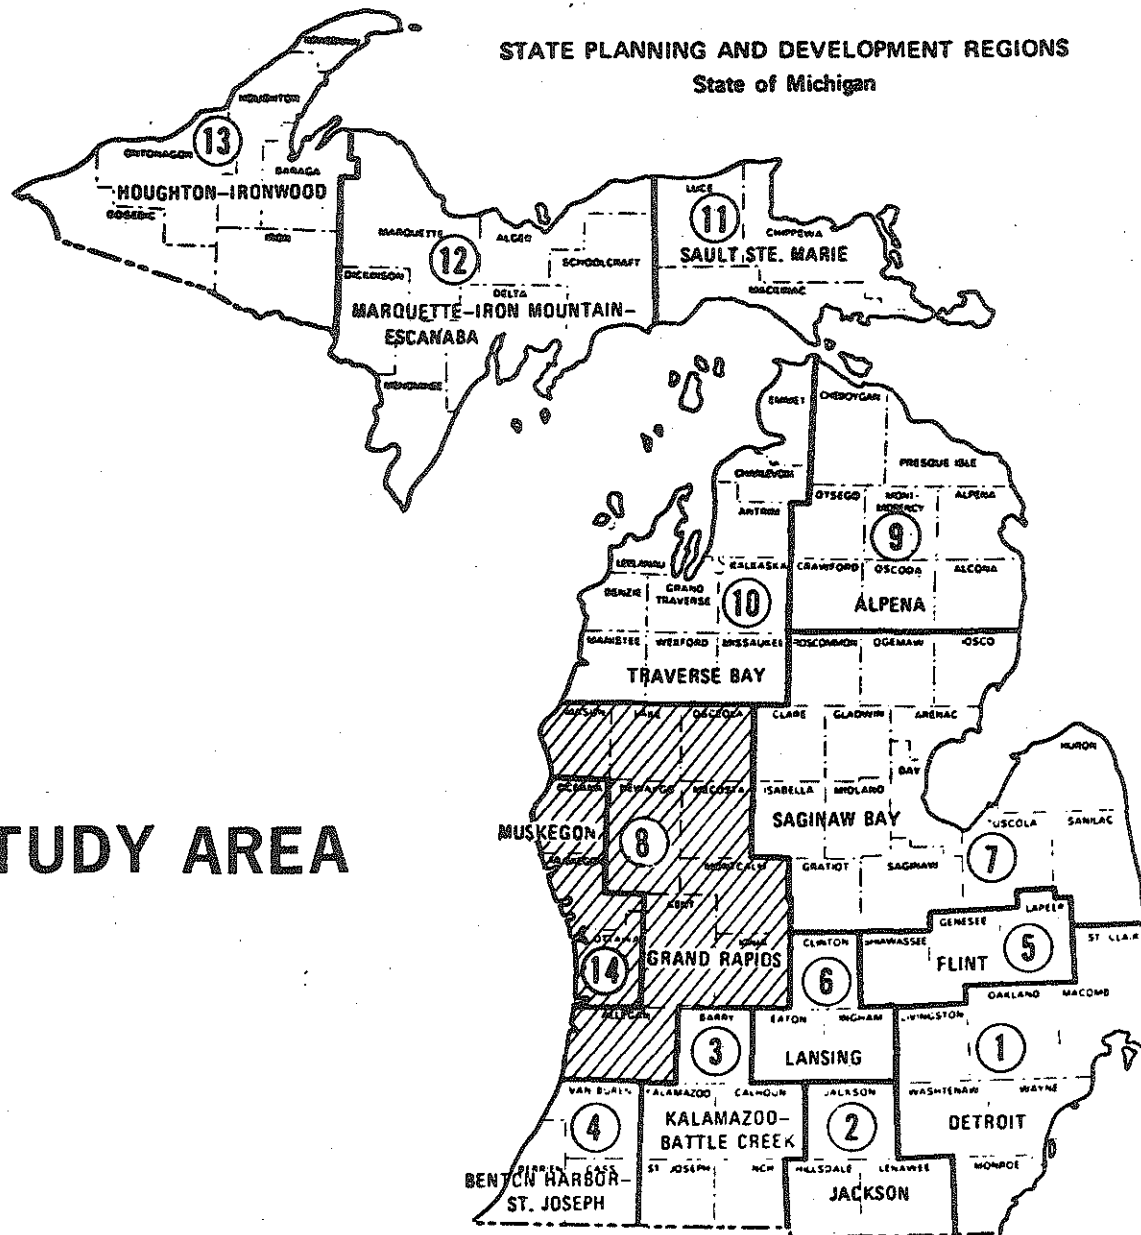 STATE PLANNING AND DEVELOPMENT REGIONS
State of Michigan
HOUGHTON
13
ONTONAGON
BARAGA
HOUGHTON–IRONWOOD
GOGEBIC
IRON
LUCE
11
CHIPPEWA
SAULT STE. MARIE
MACKINAC
MARQUETTE
ALGER
12
SCHOOLCRAFT
DICKINSON
DELTA
MARQUETTE–IRON MOUNTAIN–
ESCANABA
MENOMINEE
EMMET
CHEBOYGAN
PRESQUE ISLE
CHARLEVOIX
OTSEGO
MONT-
MORENCY
ALPENA
ANTRIM
9
LEELANAU
KALKASKA
CRAWFORD
OSCODA
ALCONA
BENZIE
GRAND
TRAVERSE
10
ALPENA
MANISTEE
WEXFORD
MISSAUKEE
ROSCOMMON
OGEMAW
IOSCO
TRAVERSE BAY
MASON
LAKE
OSCEOLA
CLARE
GLADWIN
ARENAC
HURON
BAY
OCEANA
NEWAYGO
MECOSTA
ISABELLA
MIDLAND
SAGINAW BAY
TUSCOLA
SANILAC
TUDY AREA
MUSKEGON
8
7
MUSKEGON
MONTCALM
GRATIOT
SAGINAW
KENT
GENESEE
LAPEER
OTTAWA
IONIA
CLINTON
SHIAWASSEE
5
ST CLAIR
14
GRAND RAPIDS
6
FLINT
OAKLAND
MACOMB
ALLEGAN
BARRY
EATON
INGHAM
LIVINGSTON
3
LANSING
1
VAN BUREN
KALAMAZOO
CALHOUN
JACKSON
WASHTENAW
WAYNE
4
KALAMAZOO–
BATTLE CREEK
2
DETROIT
BERRIEN
CASS
ST JOSEPH
NCH
HILLSDALE
LENAWEE
MONROE
BENTON HARBOR–
ST. JOSEPH
JACKSON